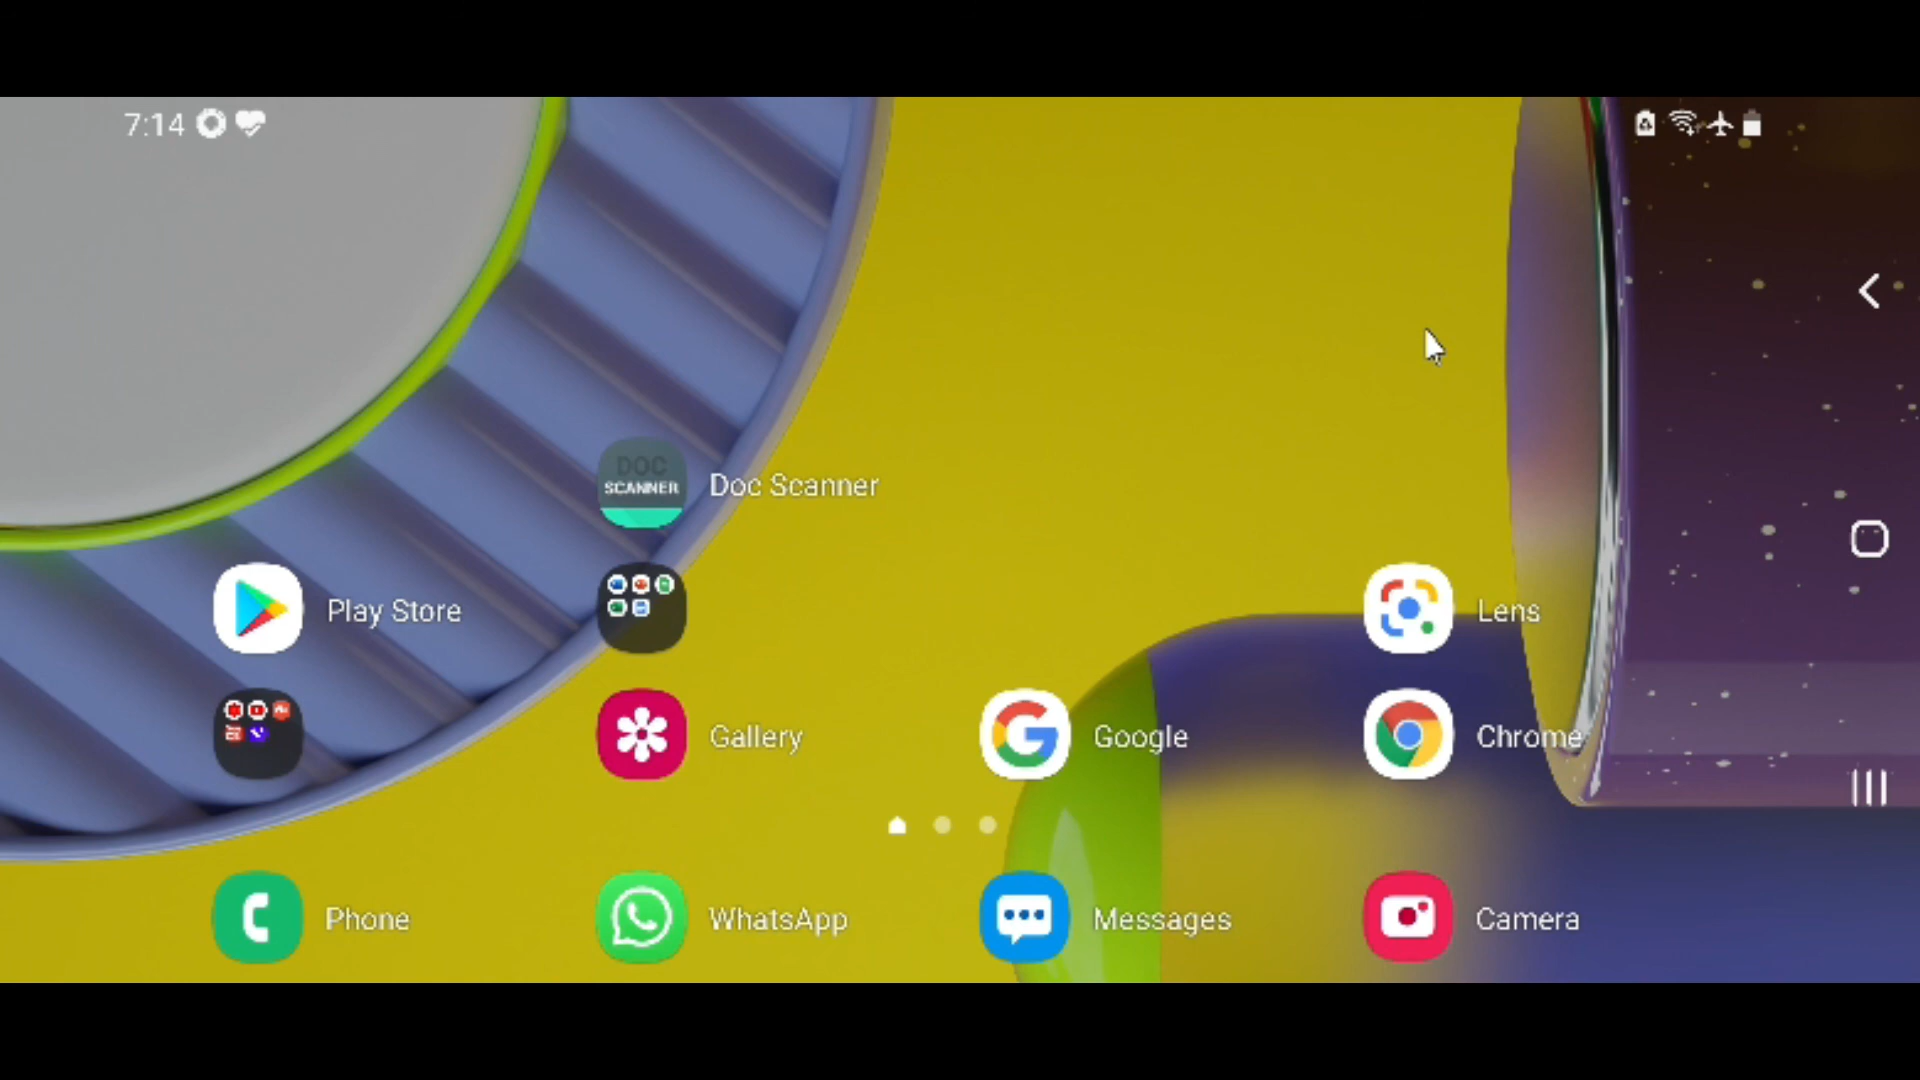 7:14
DOC
SCANNER
Doc Scanner
Play Store
Lens
Gallery
Google
Chrome
Phone
WhatsApp
Messages
Camera